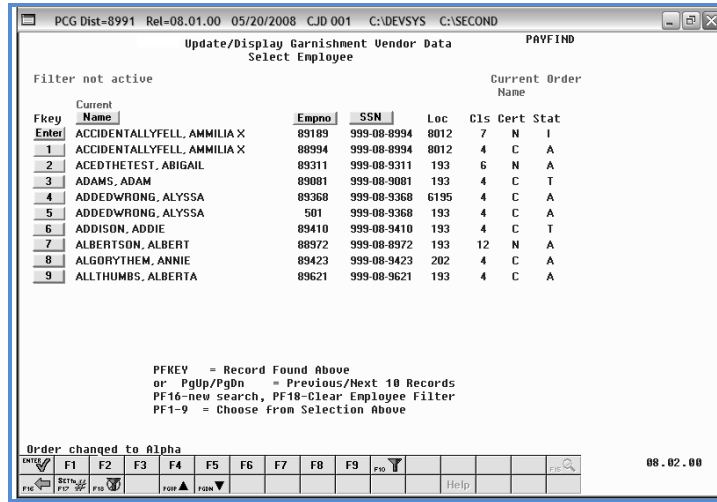 PCG Dist=8991 Rel=08.01.00 05/20/2008 CJD 001 C:\DEVSYS C:\SECOND
Update/Display Garnishment Vendor Data PAYFIND
Select Employee
Filter not active Current Order
Name
Current
Fkey Name Empno SSN Loc Cls Cert Stat
Enter ACCIDENTALLYFELL, AMMILIA X 89189 999-08-8994 8012 7 N I
1 ACCIDENTALLYFELL, AMMILIA X 88994 999-08-8994 8012 4 C A
2 ACEDTHETEST, ABIGAIL 89311 999-08-9311 193 6 N A
3 ADAMS, ADAM 89081 999-08-9081 193 4 C T
4 ADDEDWRONG, ALYSSA 89368 999-08-9368 6195 4 C A
5 ADDEDWRONG, ALYSSA 501 999-08-9368 193 4 C A
6 ADDISON, ADDIE 89410 999-08-9410 193 4 C T
7 ALBERTSON, ALBERT 88972 999-08-8972 193 12 N A
8 ALGORYTHEM, ANNIE 89423 999-08-9423 202 4 C A
9 ALLTHUMBS, ALBERTA 89621 999-08-9621 193 4 C A
PFKEY = Record Found Above
or PgUp/PgDn = Previous/Next 10 Records
PF16-new search, PF18-Clear Employee Filter
PF1-9 = Choose from Selection Above
Order changed to Alpha
ENTER F1 F2 F3 F4 F5 F6 F7 F8 F9 F10 F15 08.02.00
F16 F17 F18 PGUP PGDN Help